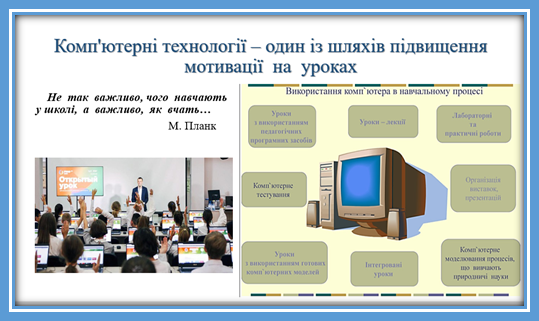 Комп'ютерні технології – один із шляхів підвищення
мотивації на уроках
Не так важливо, чого навчають
у школі, а важливо, як вчать…
М. Планк
Открытый
урок
Використання комп`ютера в навчальному процесі
Уроки
з використанням
педагогічних
програмних засобів
Уроки – лекції
Лабораторні
та
практичні роботи
Комп`ютерне
тестування
Організація
виставок,
презентацій
Уроки
з використанням готових
комп`ютерних моделей
Інтегровані
уроки
Комп`ютерне
моделювання процесів,
що вивчають
природничі науки